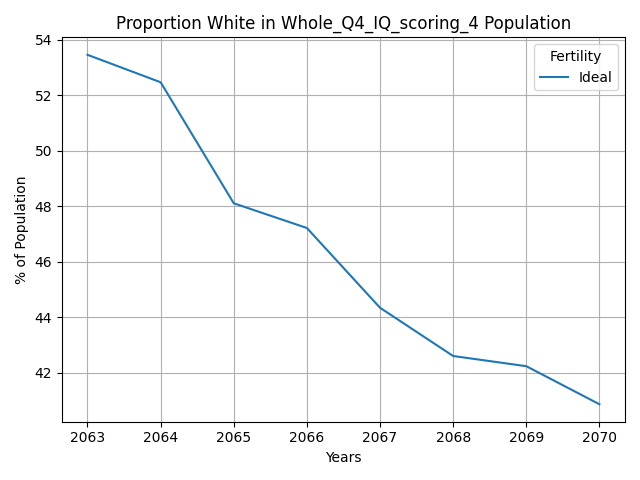 Proportion White in Whole_Q4_IQ_scoring_4 Population
54
52
50
48
46
44
42
% of Population
Fertility
Ideal
2063 2064 2065 2066 2067 2068 2069 2070
Years